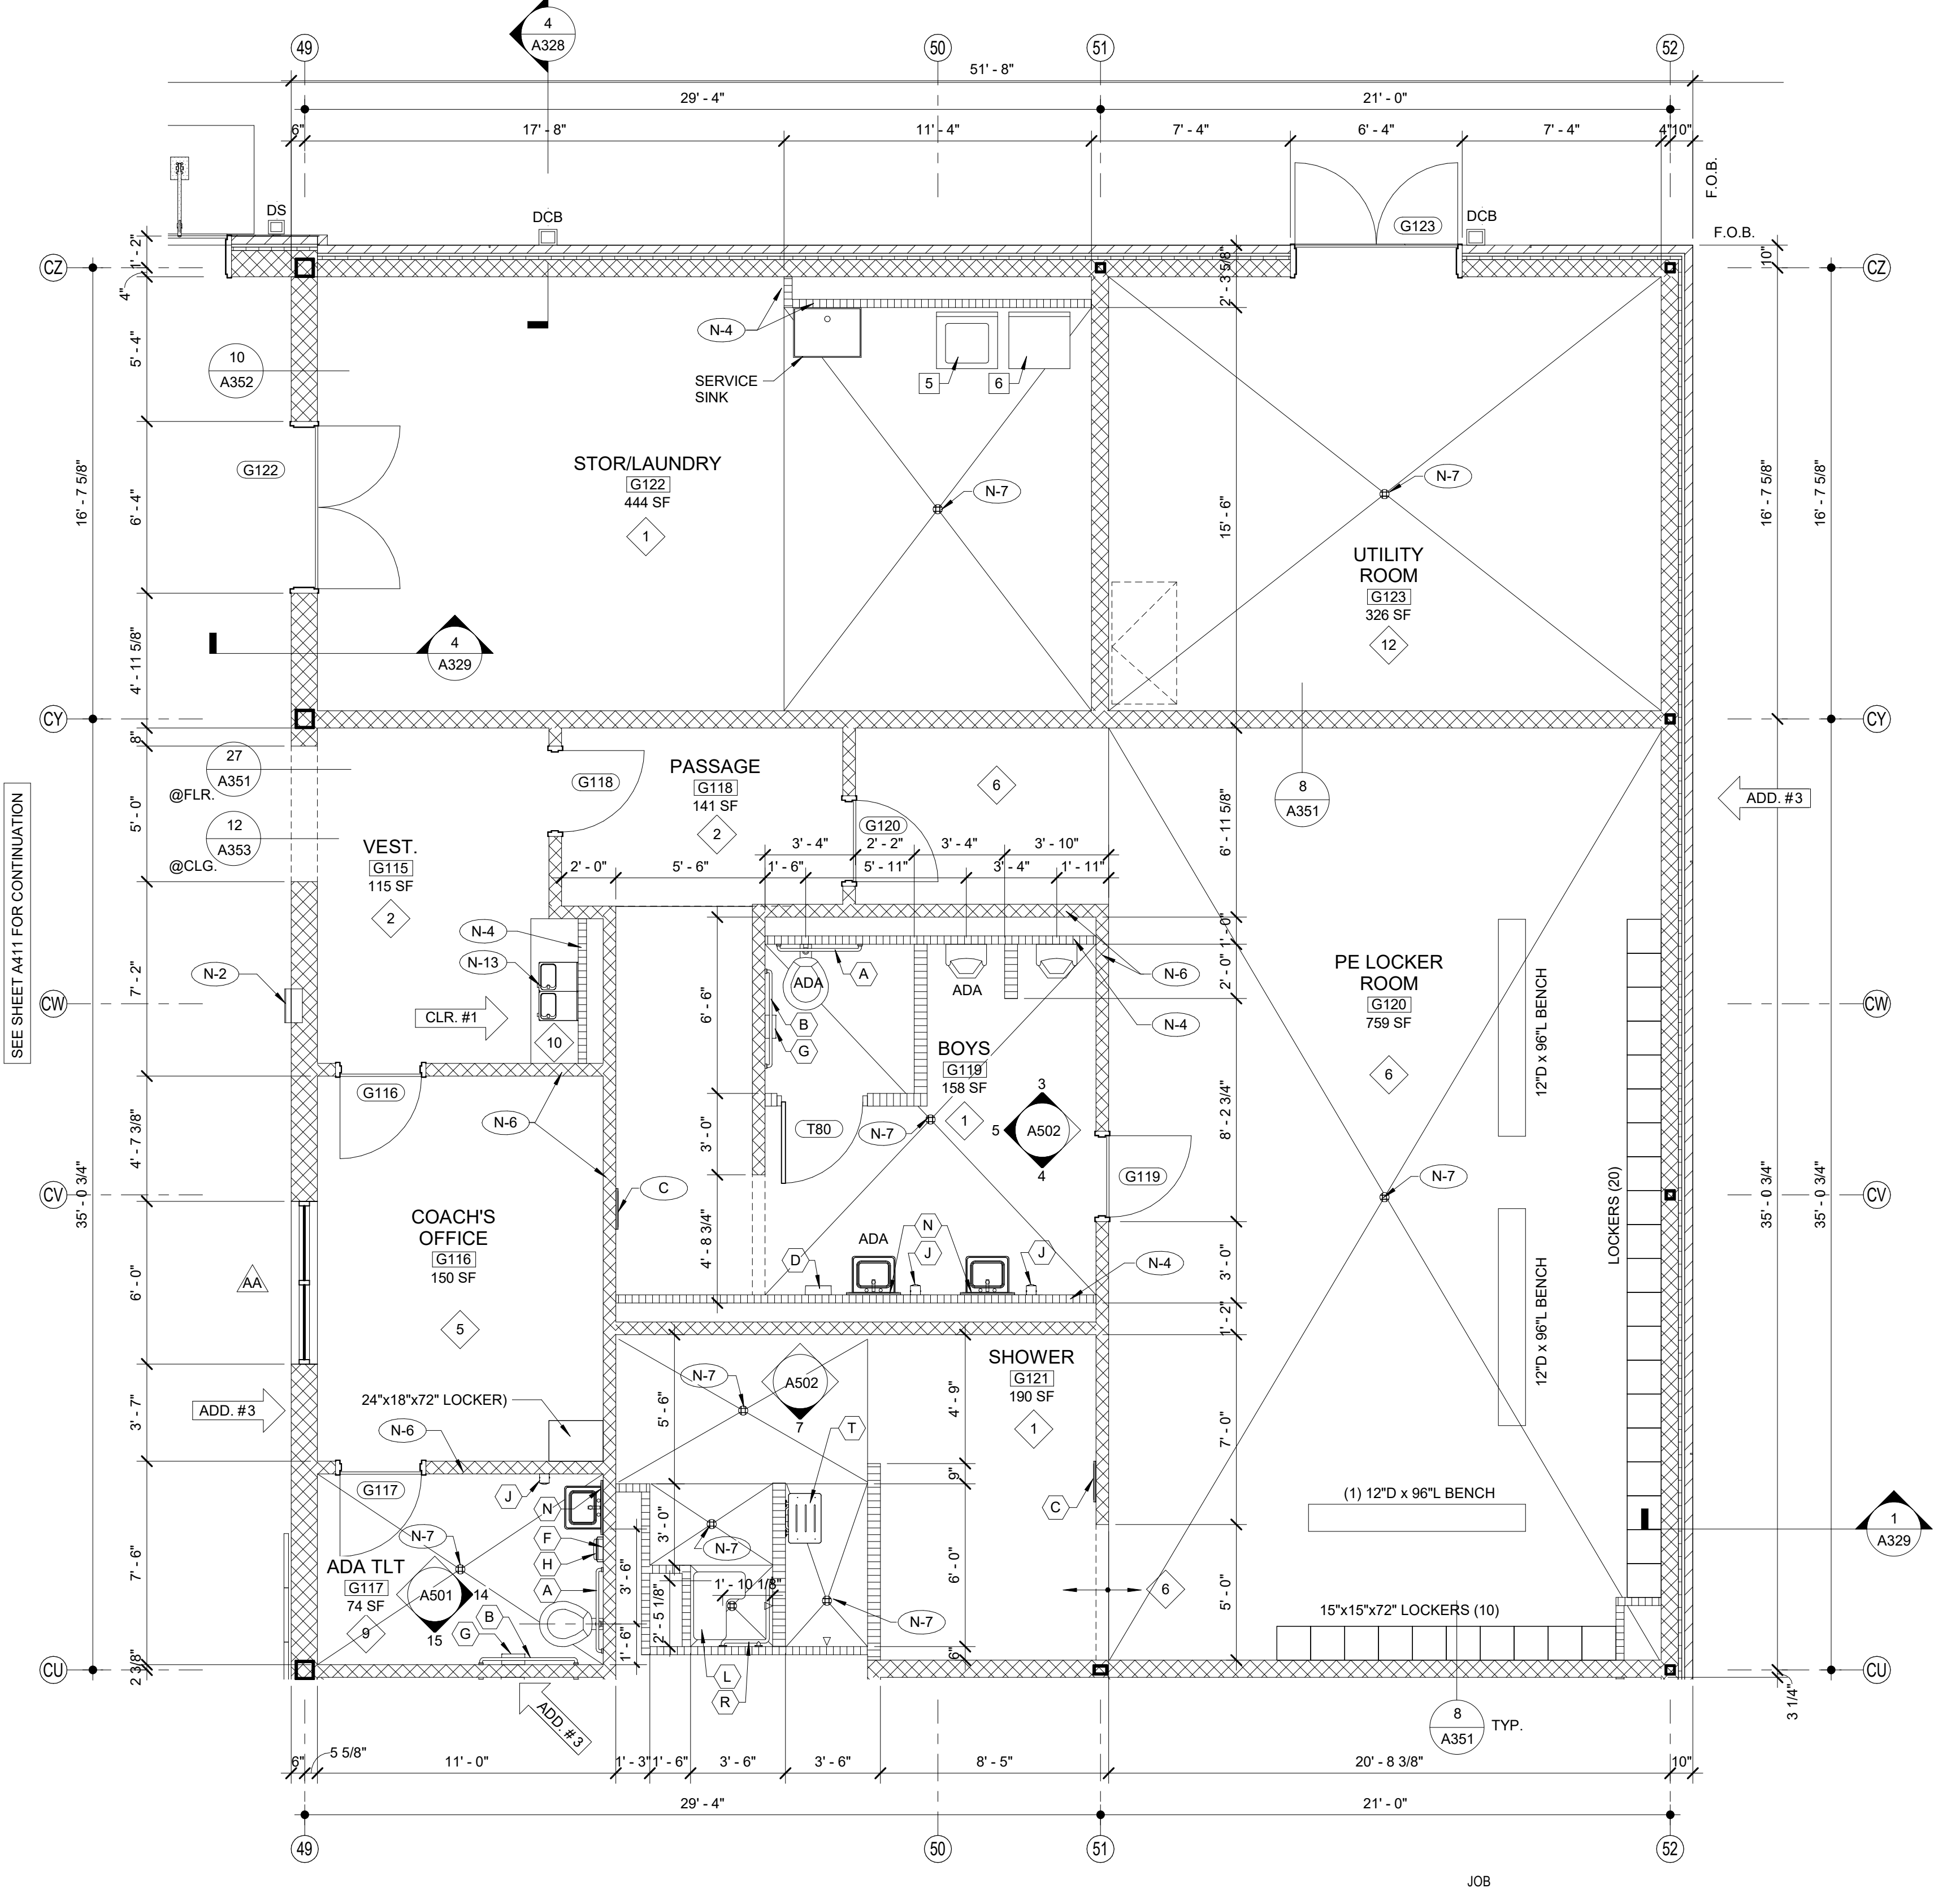 4
A328
49
50
51
52
51' - 8"
29' - 4"
21' - 0"
6"
17' - 8"
11' - 4"
7' - 4"
6' - 4"
7' - 4"
4"
10"
F.O.B.
DS
DCB
G123
DCB
F.O.B.
1' - 2"
CZ
4"
2' - 3 5/8"
10"
CZ
N-4
5' - 4"
10
A352
SERVICE
SINK
5
6
G122
STOR/LAUNDRY
G122
444 SF
1
N-7
N-7
16' - 7 5/8"
6' - 4"
15' - 6"
16' - 7 5/8"
16' - 7 5/8"
UTILITY
ROOM
G123
326 SF
12
4' - 11 5/8"
4
A329
CY
8"
CY
27
A351
@FLR.
12
A353
@CLG.
5' - 0"
G118
PASSAGE
G118
141 SF
2
G120
6
8
A351
6' - 11 5/8"
ADD. #3
SEE SHEET A411 FOR CONTINUATION
VEST.
G115
115 SF
2
3' - 4"
2' - 2"
3' - 4"
3' - 10"
2' - 0"
5' - 6"
1' - 6"
5' - 11"
3' - 4"
1' - 11"
N-4
N-13
N-2
7' - 2"
CW
CLR. #1
10
6' - 6"
A
ADA
ADA
B
G
N-6
N-4
1' - 0"
2' - 0"
PE LOCKER
ROOM
G120
759 SF
6
12"D x 96"L BENCH
CW
BOYS
G119
158 SF
1
3
5
A502
4
G116
N-6
4' - 7 3/8"
3' - 0"
T80
N-7
8' - 2 3/4"
G119
N-7
CV
35' - 0 3/4"
C
CV
35' - 0 3/4"
35' - 0 3/4"
LOCKERS (20)
COACH'S
OFFICE
G116
150 SF
5
AA
6' - 0"
4' - 8 3/4"
ADA
N
J
J
D
N-4
3' - 0"
1' - 2"
12"D x 96"L BENCH
ADD. #3
3' - 7"
24"x18"x72" LOCKER)
N-6
5' - 6"
N-7
A502
7
T
SHOWER
G121
190 SF
1
4' - 9"
9"
7' - 0"
G117
J
N
N-7
F
H
A
3' - 0"
N-7
C
(1) 12"D x 96"L BENCH
1
A329
7' - 6"
ADA TLT
G117
74 SF
9
A501
14
15
B
G
3' - 6"
1' - 6"
2' - 5 1/8"
1' - 10 1/8"
6' - 0"
6"
N-7
6
5' - 0"
15"x15"x72" LOCKERS (10)
CU
2 3/8"
L
R
CU
3 1/4"
ADD. #3
8
A351
TYP.
6"
5 5/8"
11' - 0"
1' - 3"
1' - 6"
3' - 6"
3' - 6"
8' - 5"
20' - 8 3/8"
10"
29' - 4"
21' - 0"
49
50
51
52
JOB